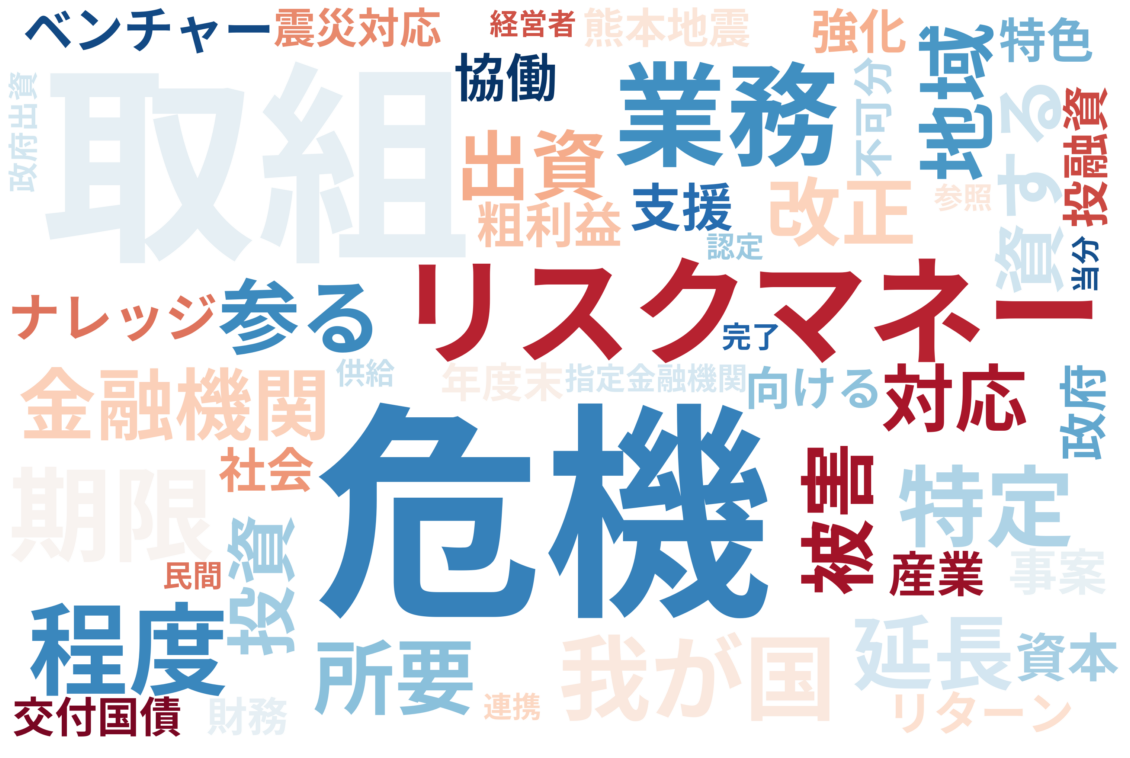 ベンチャー
震災対応
経営者
熊本地震
強化
地域
特色
政府出資
取組
協働
業務
不可分
資する
投融資
出資
粗利益
支援
改正
参照
認定
当分
ナレッジ
参る
リスクマネー
完了
金融機関
供給
年度末
指定金融機関
向ける
対応
政府
社会
危機
被害
期限
特定
民間
投資
産業
事案
程度
所要
我が国
延長
資本
交付国債
財務
連携
リターン